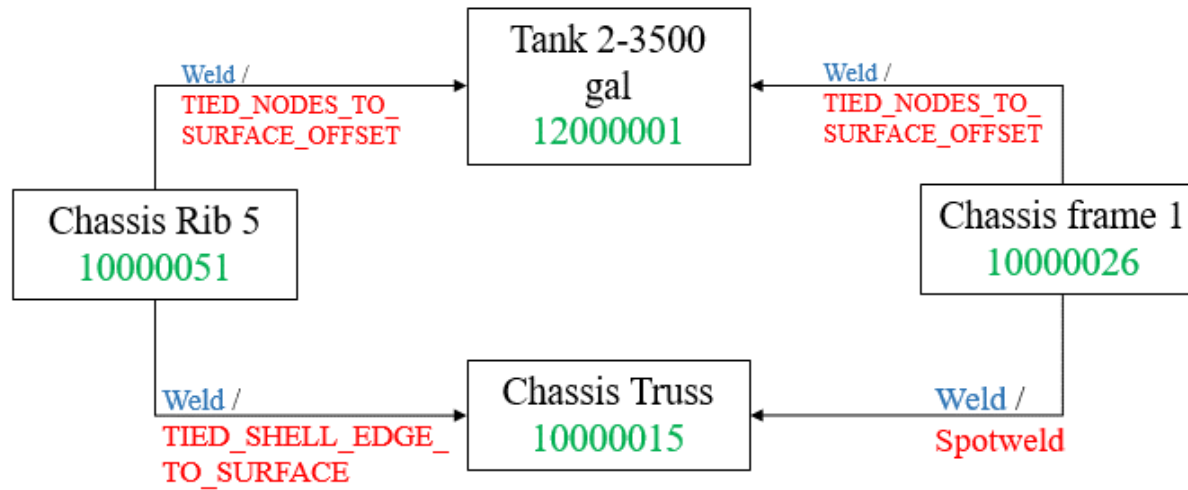 Tank 2-3500
gal
12000001
Weld /
TIED_NODES_TO_
SURFACE_OFFSET
Weld /
TIED_NODES_TO_
SURFACE_OFFSET
Chassis Rib 5
10000051
Chassis frame 1
10000026
Chassis Truss
10000015
Weld /
TIED_SHELL_EDGE_
TO_SURFACE
Weld /
Spotweld